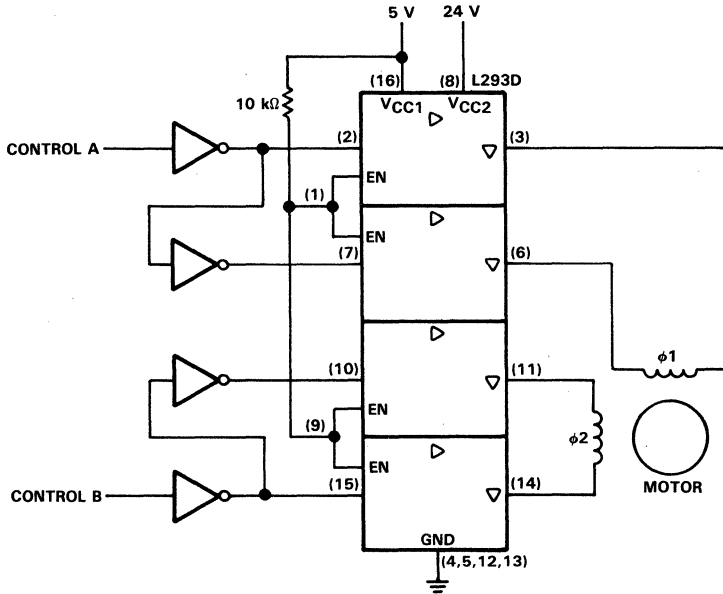 5 V
24 V
(16)
(8)
L293D
10 kΩ
VCC1
VCC2
CONTROL A
(2)
(3)
EN
(1)
EN
(7)
(6)
(10)
(11)
ϕ1
EN
(9)
ϕ2
EN
MOTOR
CONTROL B
(15)
(14)
GND
(4,5,12,13)